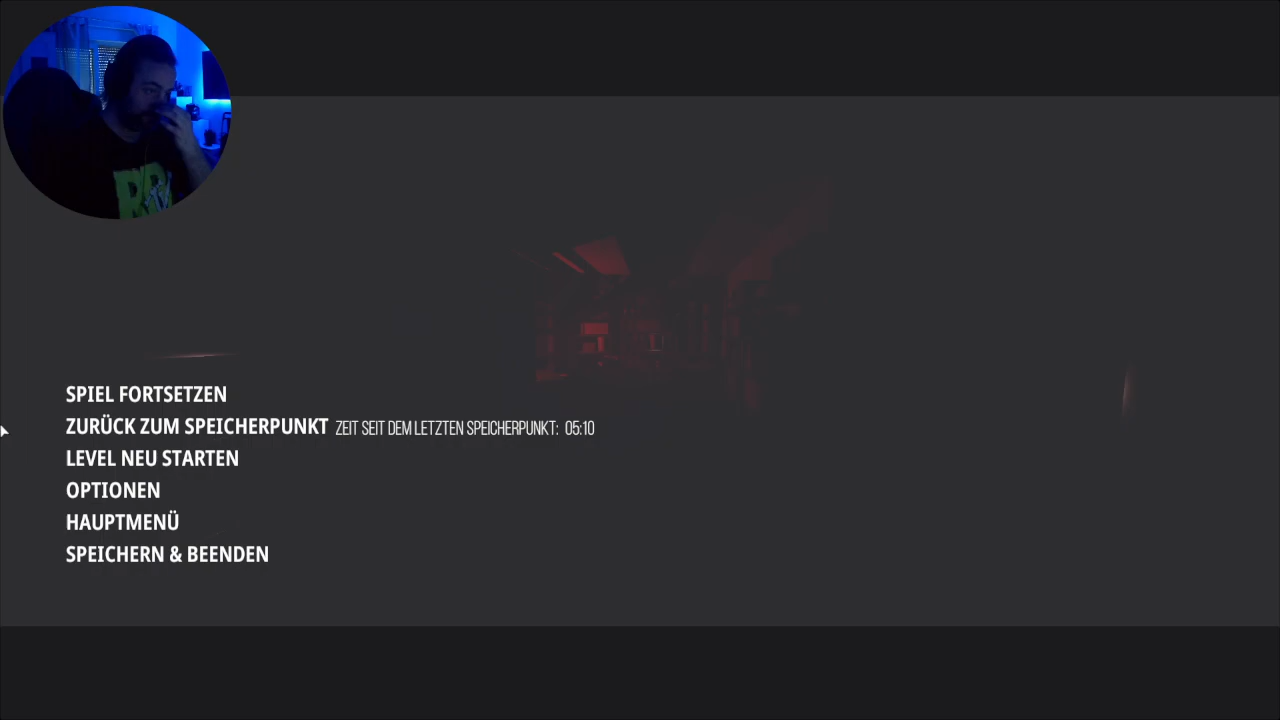 SPIEL FORTSETZEN
ZURÜCK ZUM SPEICHERPUNKT ZEIT SEIT DEM LETZTEN SPEICHERPUNKT: 05:10
LEVEL NEU STARTEN
OPTIONEN
HAUPTMENÜ
SPEICHERN & BEENDEN